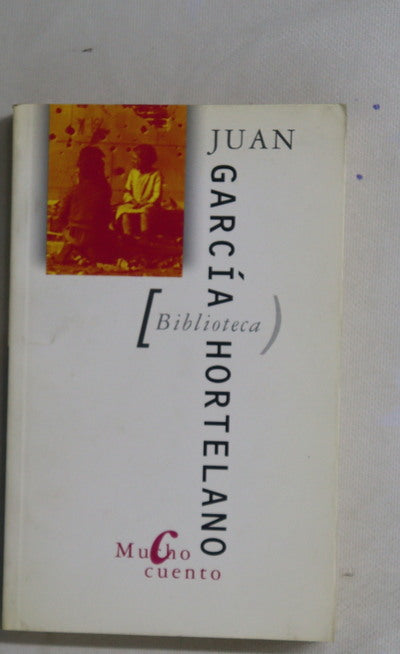 JUAN
GARCÍA HORTELANO
[Biblioteca)
Mucho
cuento